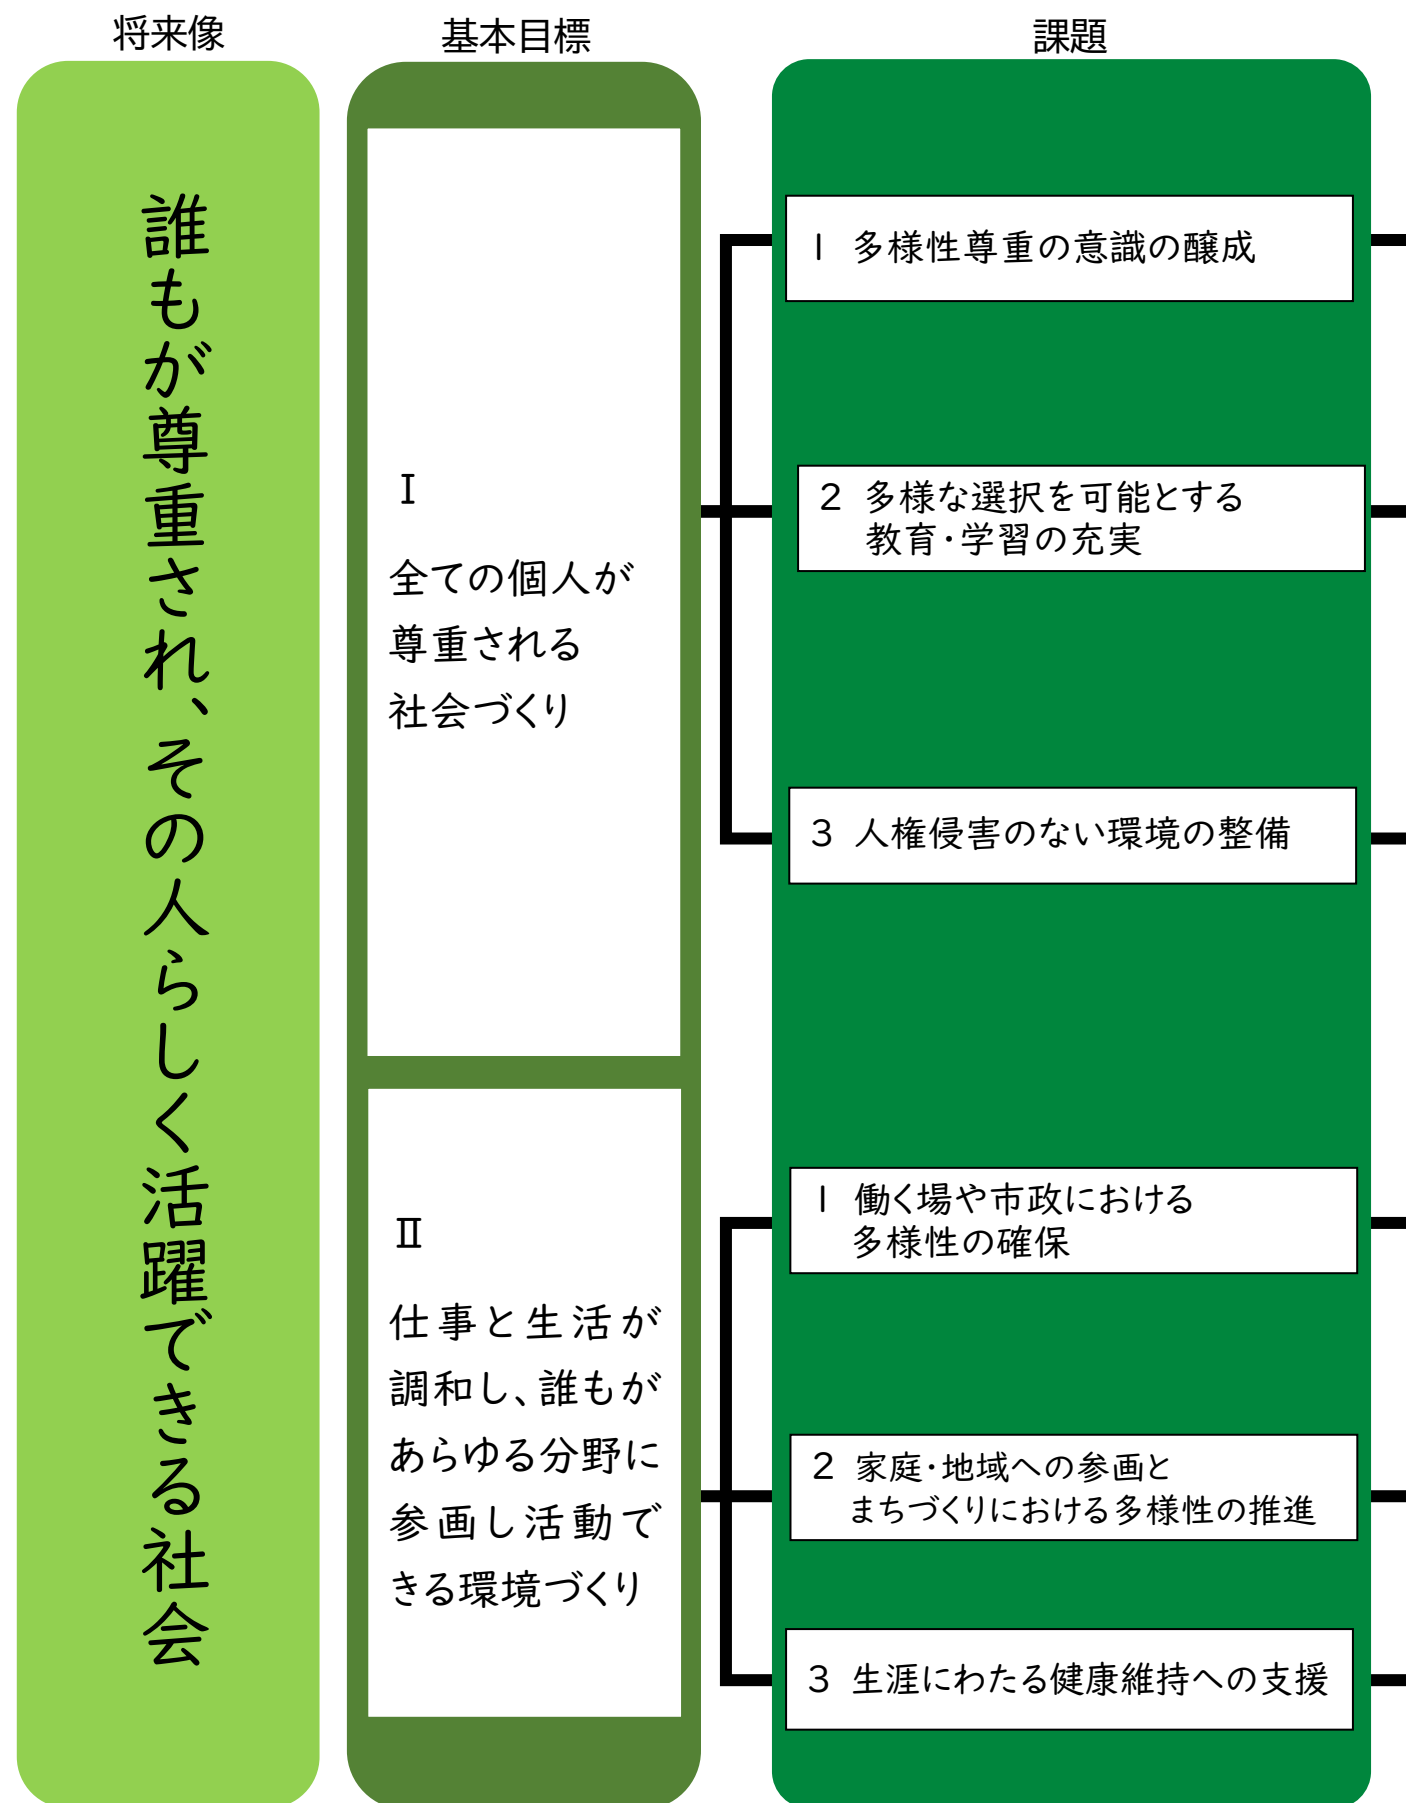 将来像
基本目標
課題
誰もが尊重され、その人らしく活躍できる社会
Ⅰ
全ての個人が
尊重される
社会づくり
1 多様性尊重の意識の醸成
2 多様な選択を可能とする
教育・学習の充実
3 人権侵害のない環境の整備
Ⅱ
仕事と生活が
調和し、誰もが
あらゆる分野に
参画し活動で
きる環境づくり
1 働く場や市政における
多様性の確保
2 家庭・地域への参画と
まちづくりにおける多様性の推進
3 生涯にわたる健康維持への支援